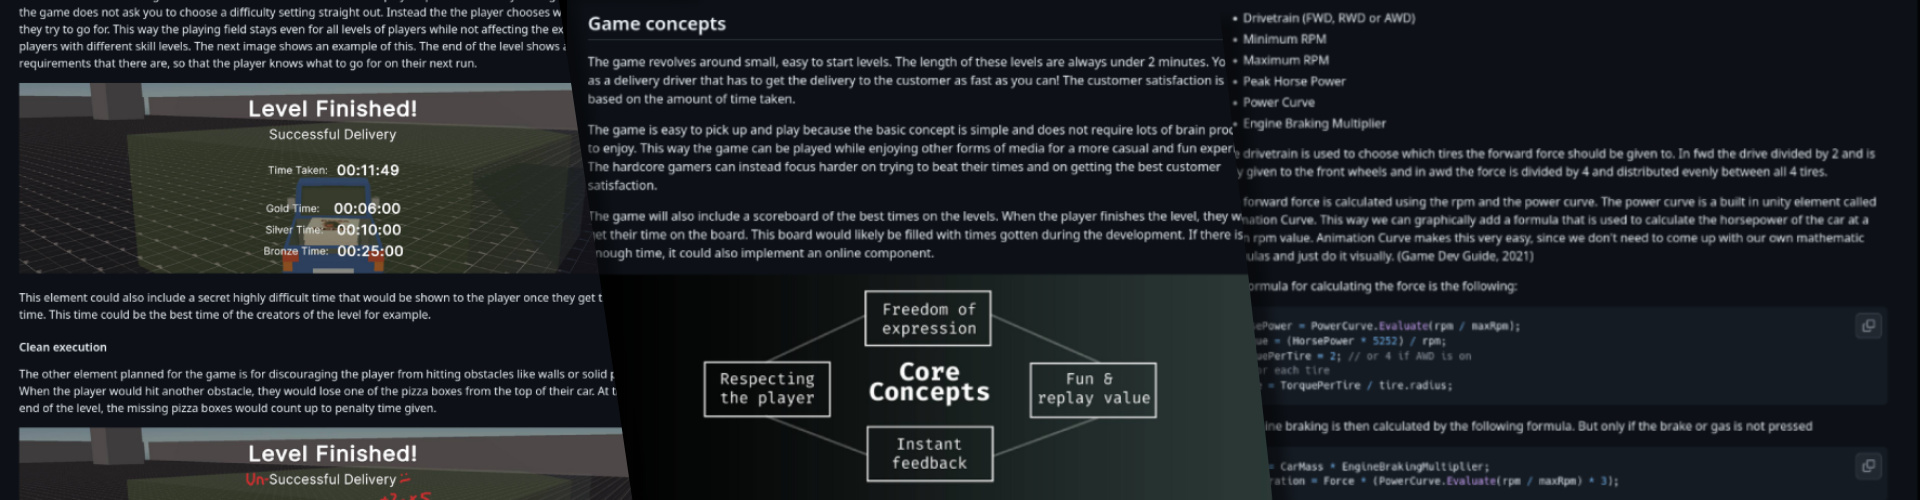 the game does not ask you to choose a difficulty setting straight out. Instead the the player chooses w
they try to go for. This way the playing field stays even for all levels of players while not affecting the ex
players with different skill levels. The next image shows an example of this. The end of the level shows a
requirements that there are, so that the player knows what to go for on their next run.
Level Finished!
Successful Delivery
Time Taken: 00:11:49
Gold Time: 00:06:00
Silver Time: 00:10:00
Bronze Time: 00:25:00
This element could also include a secret highly difficult time that would be shown to the player once they get t
time. This time could be the best time of the creators of the level for example.
Clean execution
The other element planned for the game is for discouraging the player from hitting obstacles like walls or solid p
When the player would hit another obstacle, they would lose one of the pizza boxes from the top of their car. At t
end of the level, the missing pizza boxes would count up to penalty time given.
Level Finished!
Un-Successful Delivery
Game concepts
The game revolves around small, easy to start levels. The length of these levels are always under 2 minutes. Yo
as a delivery driver that has to get the delivery to the customer as fast as you can! The customer satisfaction is
based on the amount of time taken.
The game is easy to pick up and play because the basic concept is simple and does not require lots of brain proc
to enjoy. This way the game can be played while enjoying other forms of media for a more casual and fun exper
The hardcore gamers can instead focus harder on trying to beat their times and on getting the best customer
satisfaction.
The game will also include a scoreboard of the best times on the levels. When the player finishes the level, they w
et their time on the board. This board would likely be filled with times gotten during the development. If there is
nough time, it could also implement an online component.
Freedom of
expression
Respecting
the player
Core
Concepts
Fun &
replay value
Instant
feedback
• Drivetrain (FWD, RWD or AWD)
• Minimum RPM
• Maximum RPM
• Peak Horse Power
• Power Curve
• Engine Braking Multiplier
e drivetrain is used to choose which tires the forward force should be given to. In fwd the drive divided by 2 and is
y given to the front wheels and in awd the force is divided by 4 and distributed evenly between all 4 tires.
forward force is calculated using the rpm and the power curve. The power curve is a built in unity element called
mation Curve. This way we can graphically add a formula that is used to calculate the horsepower of the car at a
n rpm value. Animation Curve makes this very easy, since we don't need to come up with our own mathematic
ulas and just do it visually. (Game Dev Guide, 2021)
ormula for calculating the force is the following:
sePower = PowerCurve.Evaluate(rpm / maxRpm);
ue = (HorsePower * 5252) / rpm;
uePerTire = 2; // or 4 if AWD is on
or each tire
= TorquePerTire / tire.radius;
ine braking is then calculated by the following formula. But only if the brake or gas is not pressed
= CarMass * EngineBrakingMultiplier;
ration = Force * (PowerCurve.Evaluate(rpm / maxRpm) * 3);